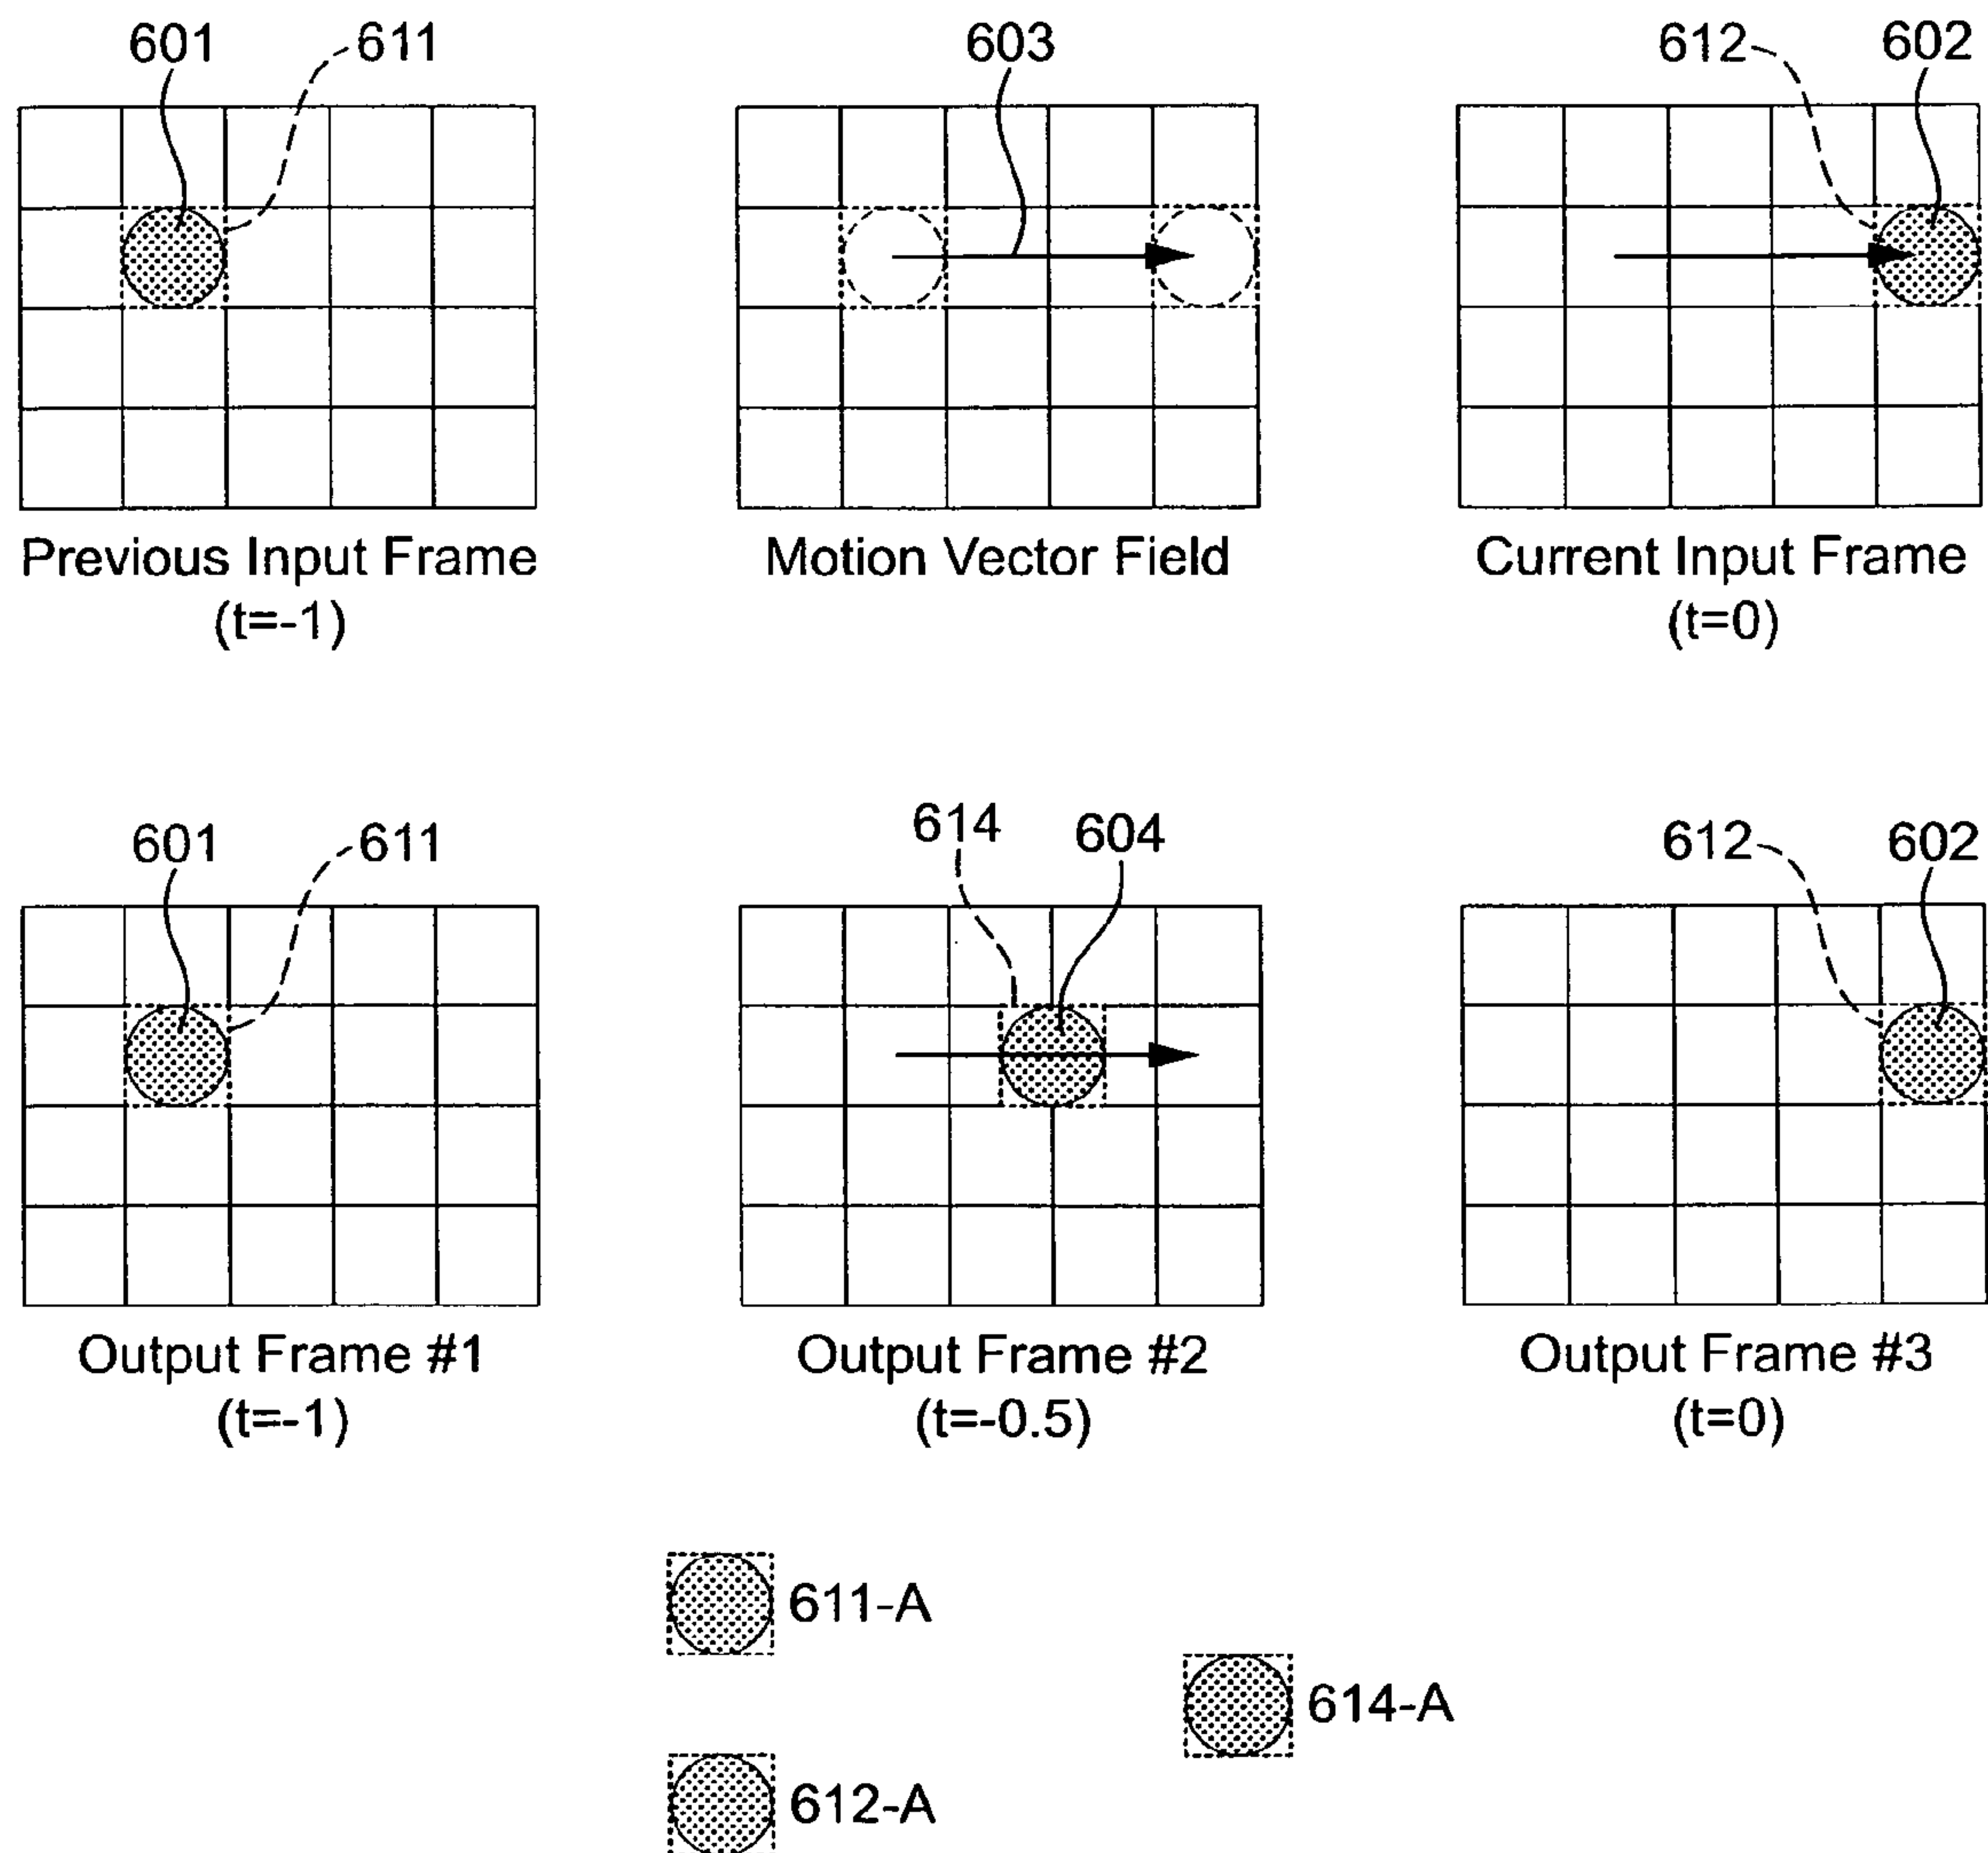 601 611 603 612 602
Previous Input Frame
(t=-1)
Motion Vector Field
Current Input Frame
(t=0)
601 611 614 604 612 602
Output Frame #1
(t=-1)
Output Frame #2
(t=-0.5)
Output Frame #3
(t=0)
611-A
614-A
612-A